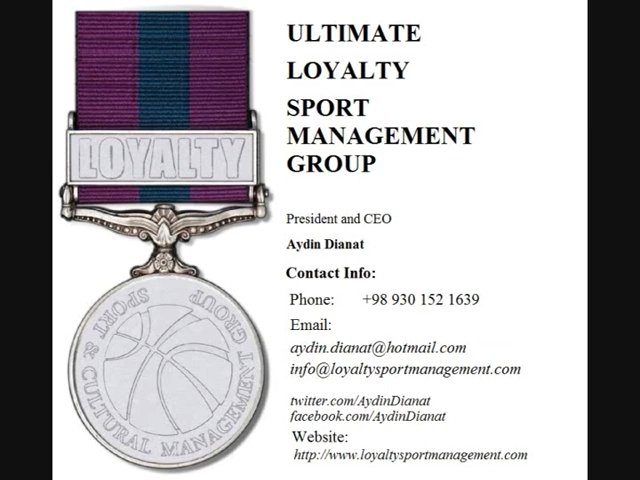 LOYALTY
SPORT & CULTURAL MANAGEMENT GROUP
ULTIMATE
LOYALTY
SPORT
MANAGEMENT
GROUP
President and CEO
Aydin Dianat
Contact Info:
Phone: +98 930 152 1639
Email:
aydin.dianat@hotmail.com
info@loyaltysportmanagement.com
twitter.com/AydinDianat
facebook.com/AydinDianat
Website:
http://www.loyaltysportmanagement.com